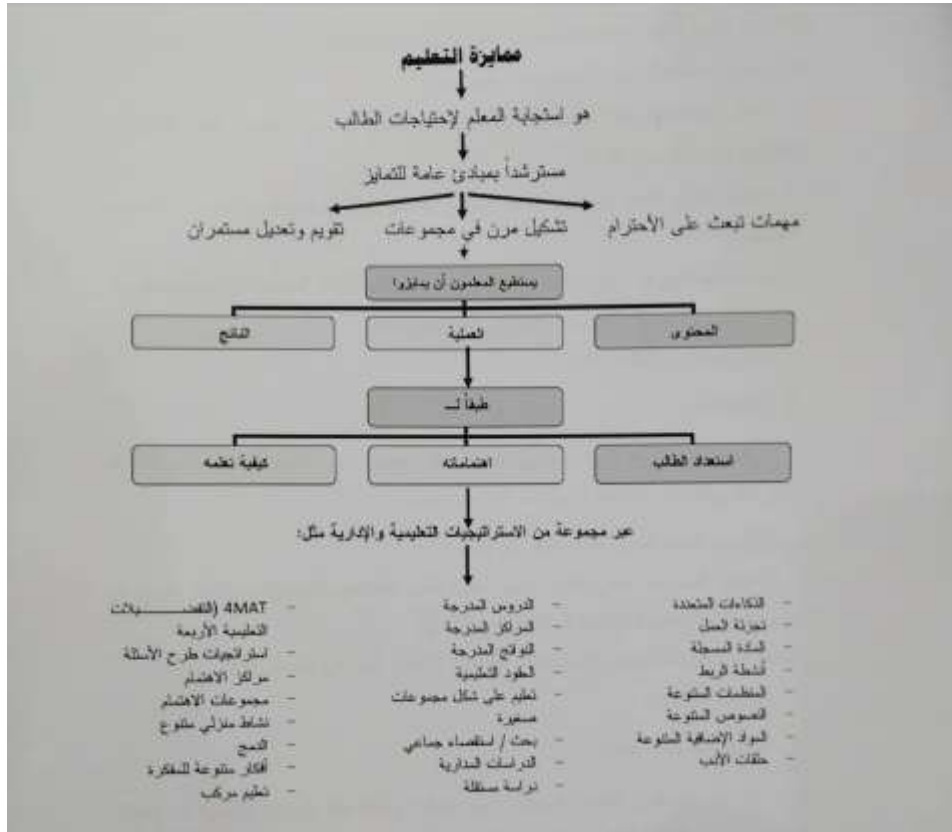 ممايزة التعليم
هو استجابة المعلم لإحتياجات الطالب
مسترشداً بمبادئ عامة للتمايز
مهمات تبعث على الأحترام
تشكيل مرن في مجموعات
تقويم وتعديل مستمران
يستطيع المعلمون أن يمايزوا
المحتوى
العملية
الناتج
طبقاً لـــ
استعداد الطالب
اهتماماته
كيفية تعلمه
عبر مجموعة من الاستراتيجيات التعليمية والإدارية مثل:
- الذكاءات المتعددة
- تجزئة العمل
- المادة المسجلة
- أنشطة الربط
- المنظمات المتنوعة
- النصوص المتنوعة
- المواد الإضافية المتنوعة
- حلقات الأدب
- الدروس المدرجة
- المراكز المدرجة
- النواتج المدرجة
- العقود التعليمية
- تعليم على شكل مجموعات
صغيرة
- بحث / استقصاء جماعي
- الدراسات المدارية
- دراسة مستقلة
- 4MAT (التفضـــــــيلات
التعليمية الأربعة
- استراتجيات طرح الأسئلة
- مراكز الاهتمام
- مجموعات الاهتمام
- نشاط منزلي متنوع
- الدمج
- أفكار متنوعة للمفكرة
- تعليم مركب